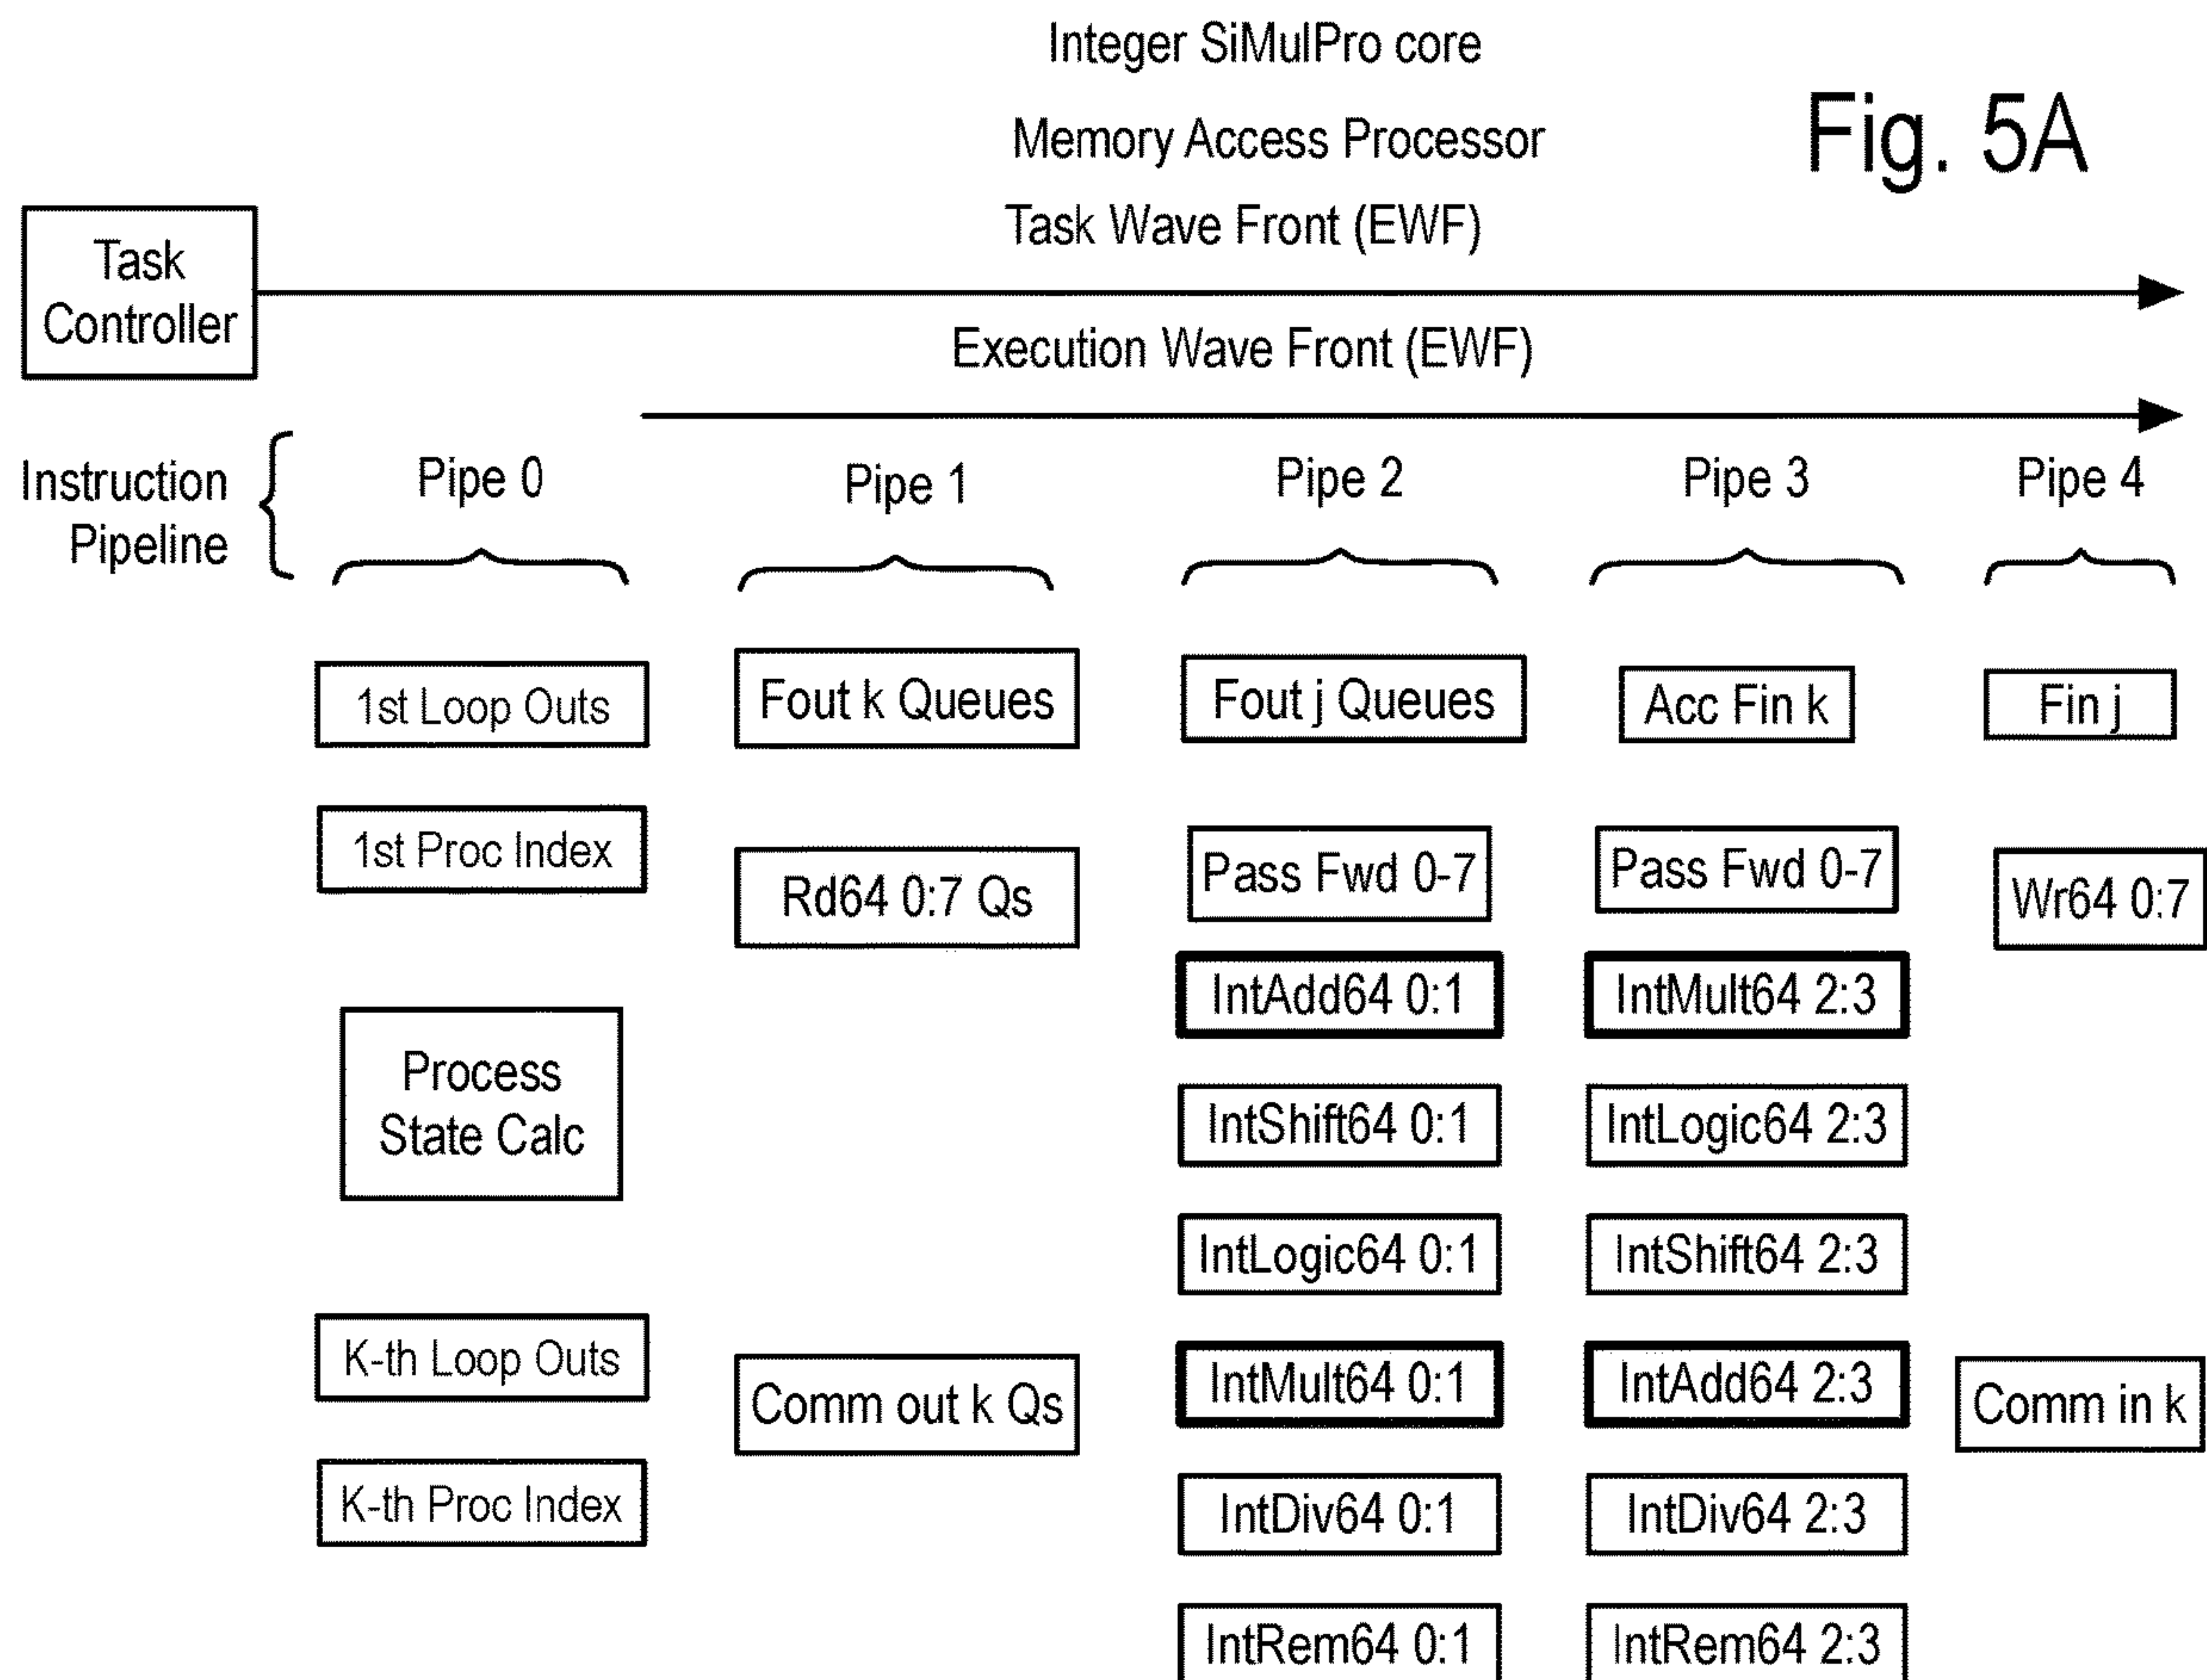 Integer SiMulPro core
Fig. 5A
Memory Access Processor
Task Wave Front (EWF)
Task
Controller
Execution Wave Front (EWF)
Instruction
Pipeline
Pipe 0
Pipe 1
Pipe 2
Pipe 3
Pipe 4
1st Loop Outs
Fout k Queues
Fout j Queues
Acc Fin k
Fin j
1st Proc Index
Rd64 0:7 Qs
Pass Fwd 0-7
Pass Fwd 0-7
Wr64 0:7
IntAdd64 0:1
IntMult64 2:3
Process
State Calc
IntShift64 0:1
IntLogic64 2:3
IntLogic64 0:1
IntShift64 2:3
K-th Loop Outs
Comm out k Qs
IntMult64 0:1
IntAdd64 2:3
Comm in k
K-th Proc Index
IntDiv64 0:1
IntDiv64 2:3
IntRem64 0:1
IntRem64 2:3